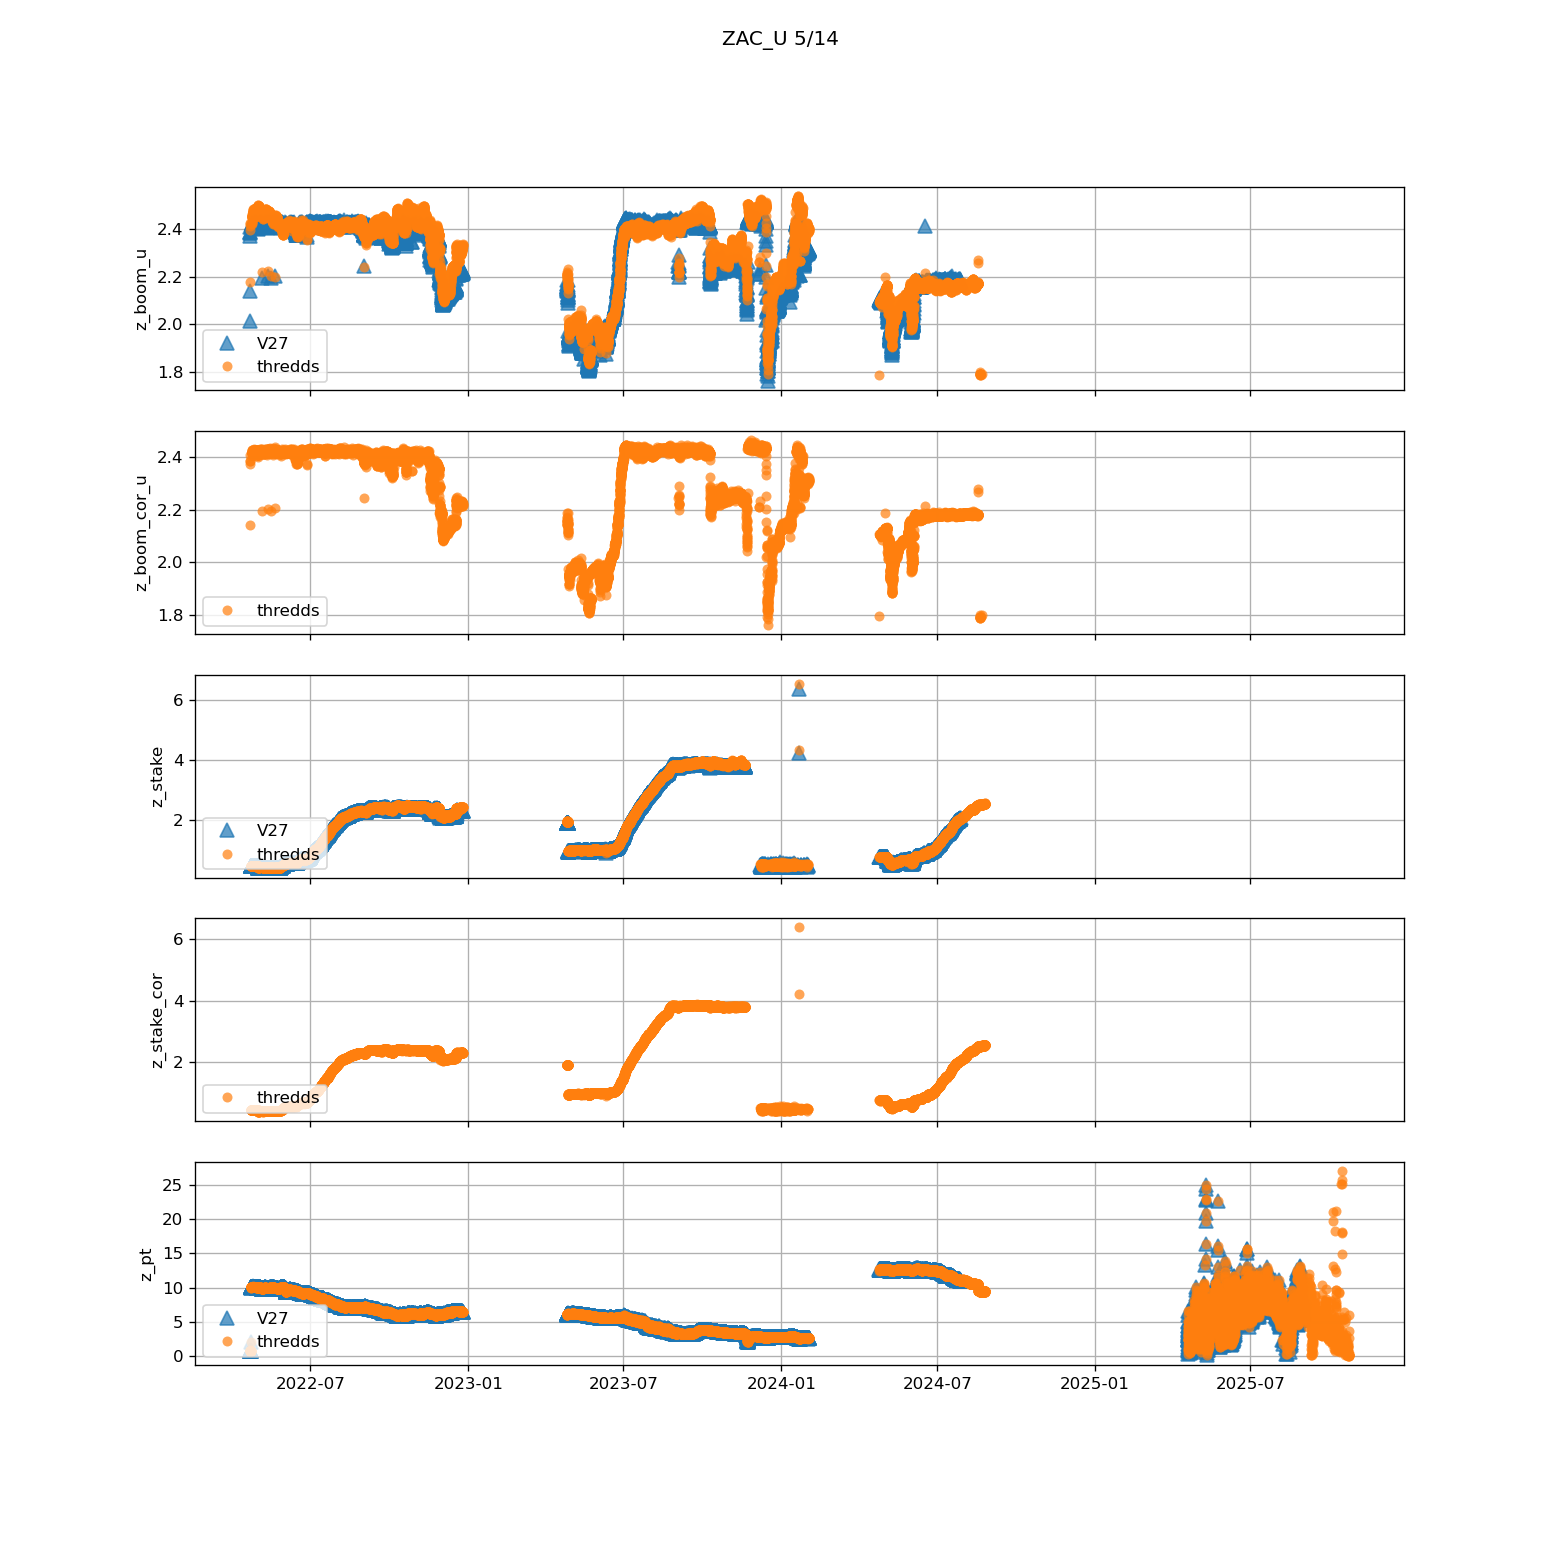 ZAC_U 5/14
z_boom_u
2.4
2.2
2.0
1.8
V27
thredds
z_boom_cor_u
2.4
2.2
2.0
1.8
thredds
z_stake
6
4
2
V27
thredds
z_stake_cor
6
4
2
thredds
z_pt
25
20
15
10
5
0
V27
thredds
2022-07 2023-01 2023-07 2024-01 2024-07 2025-01 2025-07